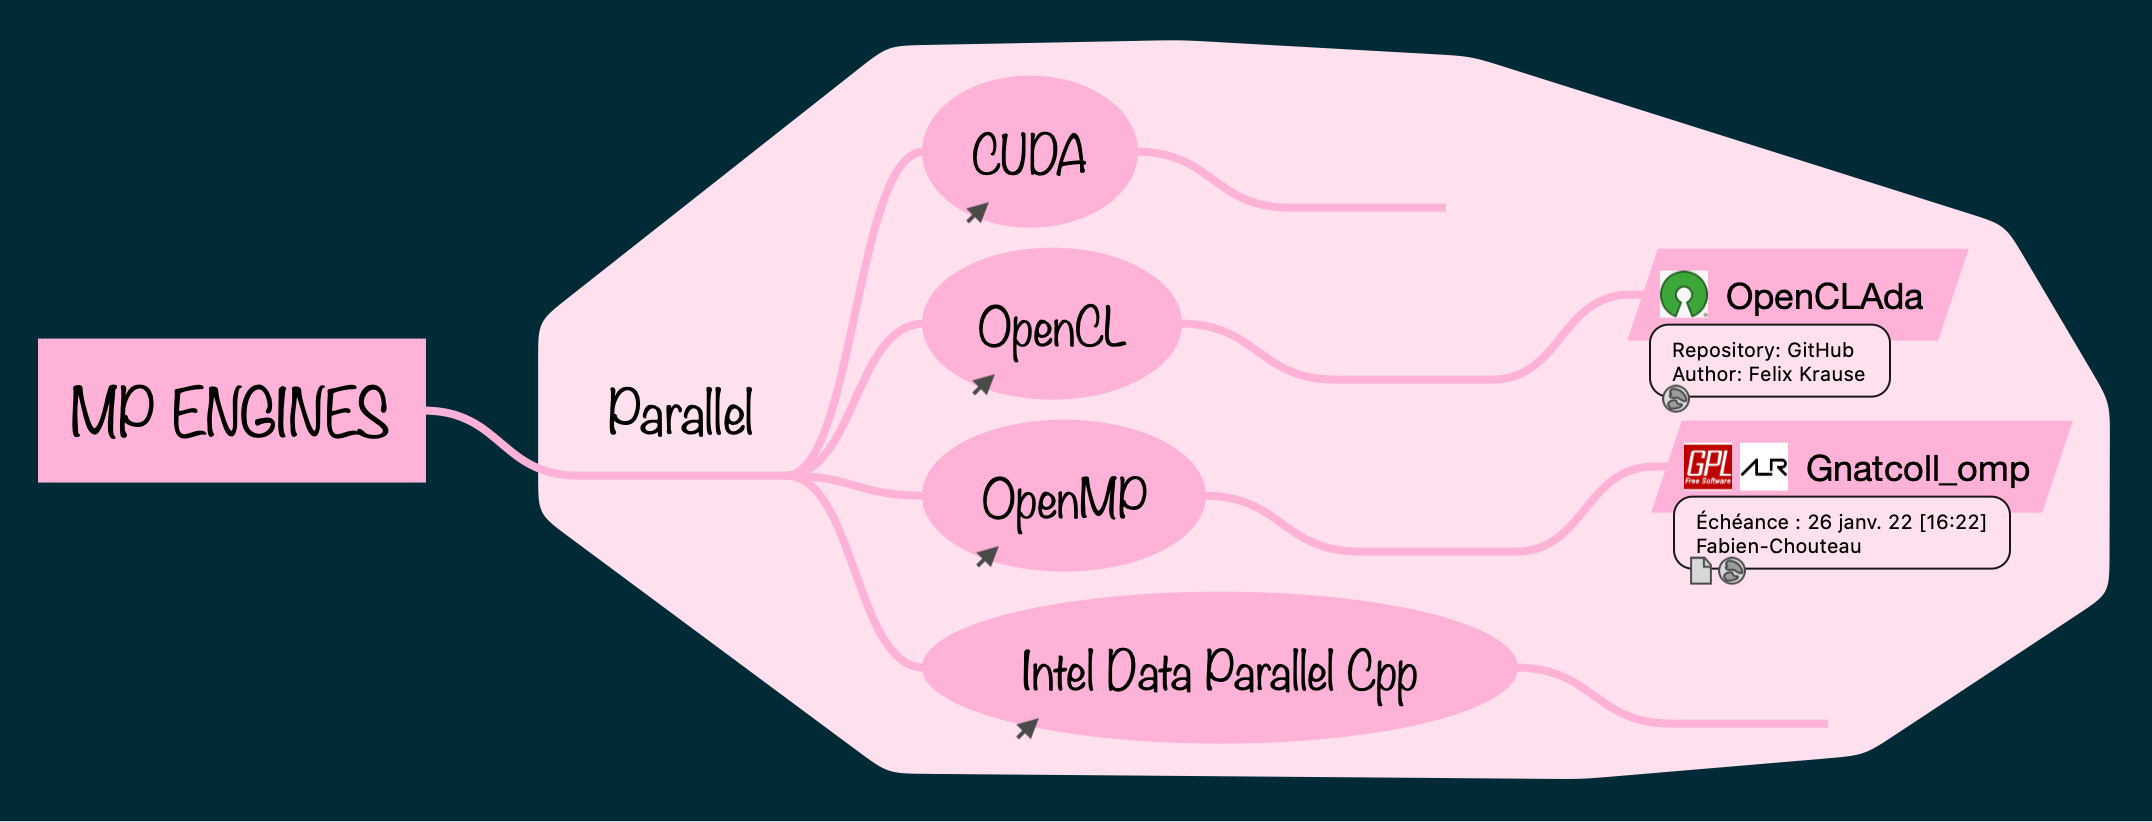 MP ENGINES
Parallel
CUDA
OpenCL
OpenCLAda
Repository: GitHub
Author: Felix Krause
OpenMP
GPL
Free Software
ALR
Gnatcoll_omp
Échéance : 26 janv. 22 [16:22]
Fabien-Chouteau
Intel Data Parallel Cpp